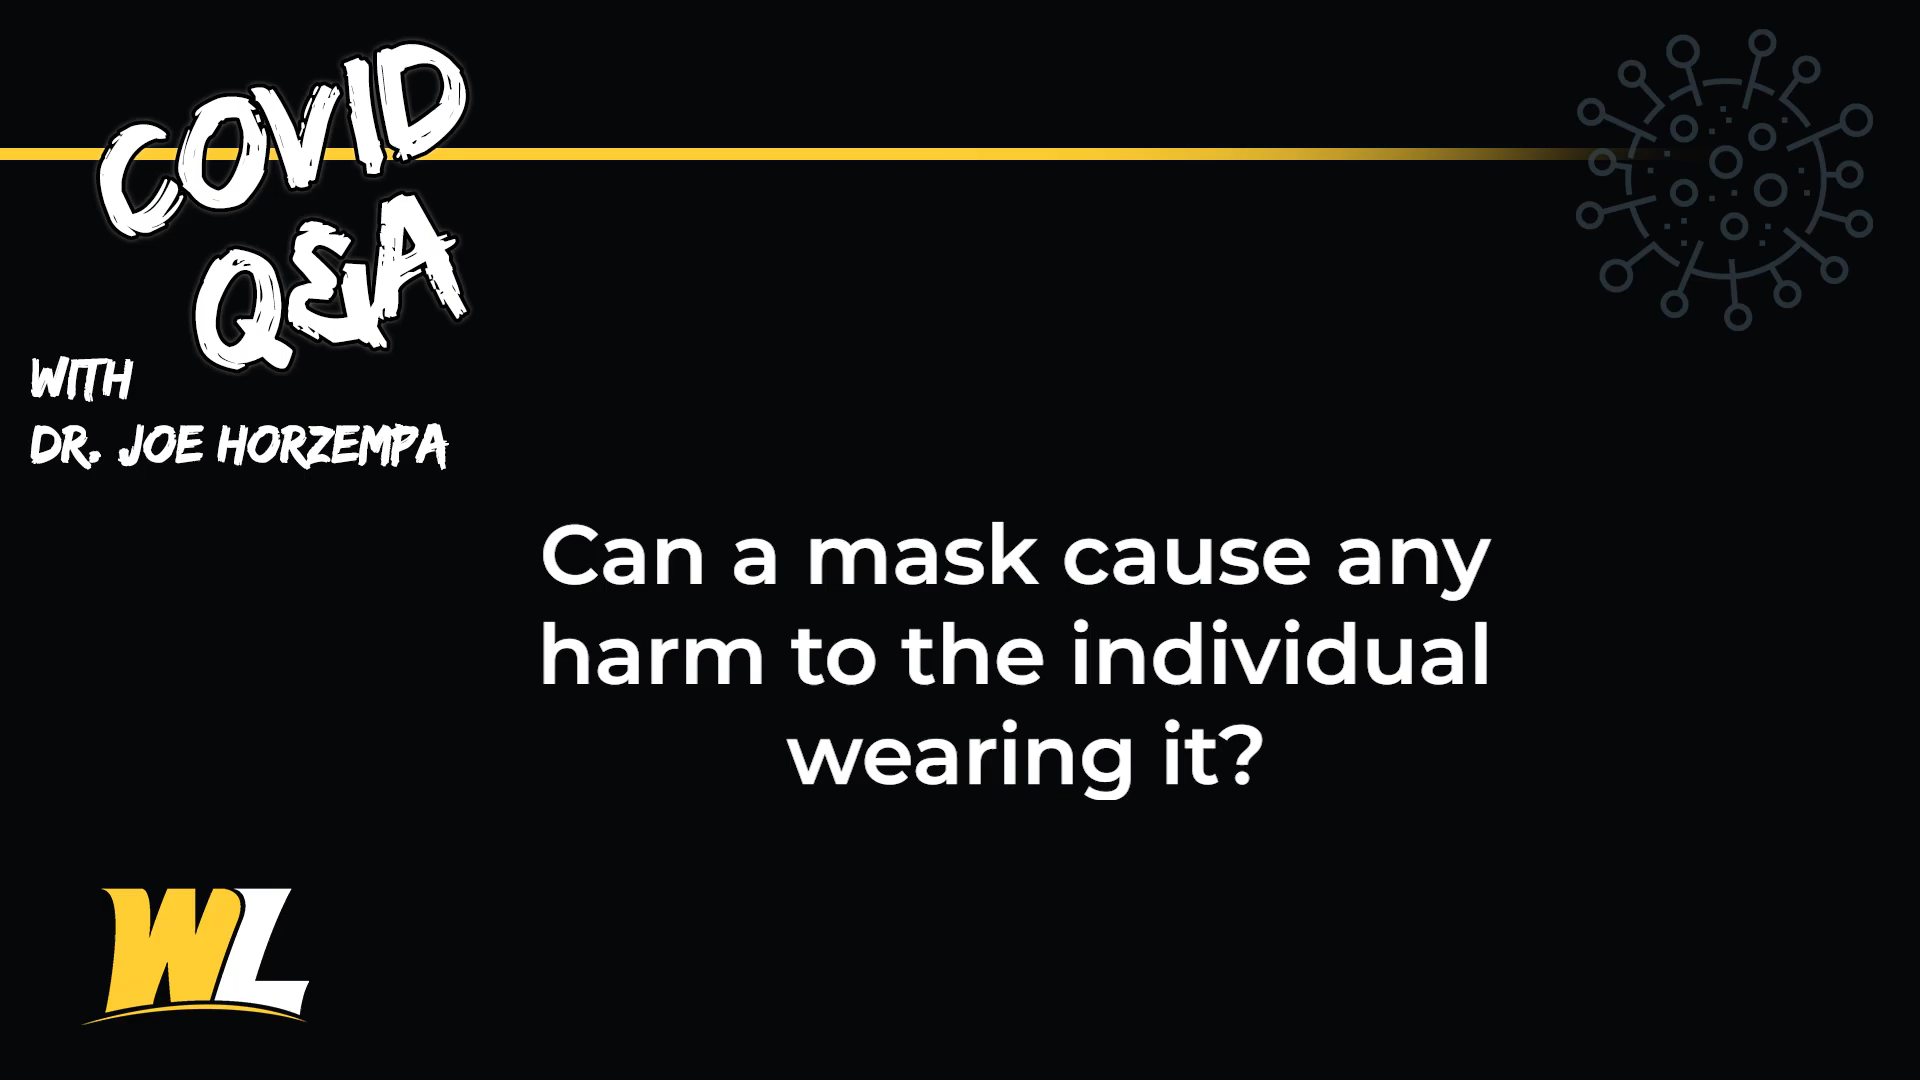 COVID
Q&A
WITH
DR. JOE HORZEMPA
Can a mask cause any
harm to the individual
wearing it?
WL